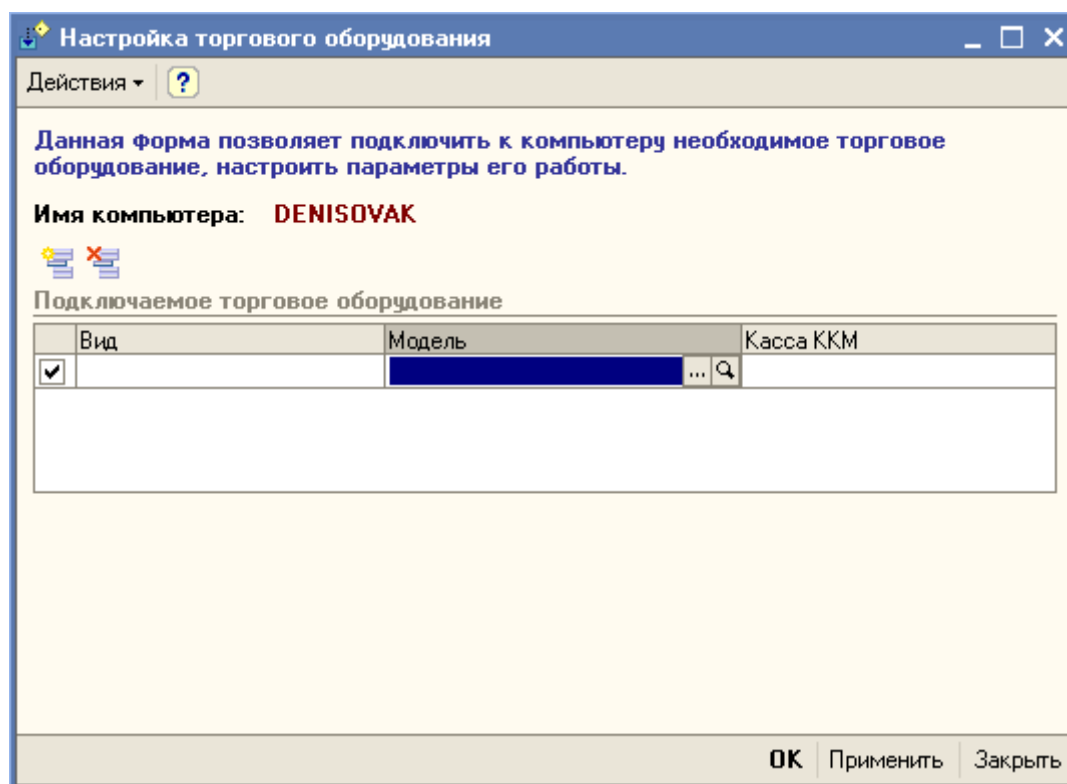 Настройка торгового оборудования
Действия
?
Данная форма позволяет подключить к компьютеру необходимое торговое
оборудование, настроить параметры его работы.
Имя компьютера: DENISOVAK
Подключаемое торговое оборудование
Вид Модель Касса ККМ
...
OK Применить Закрыть